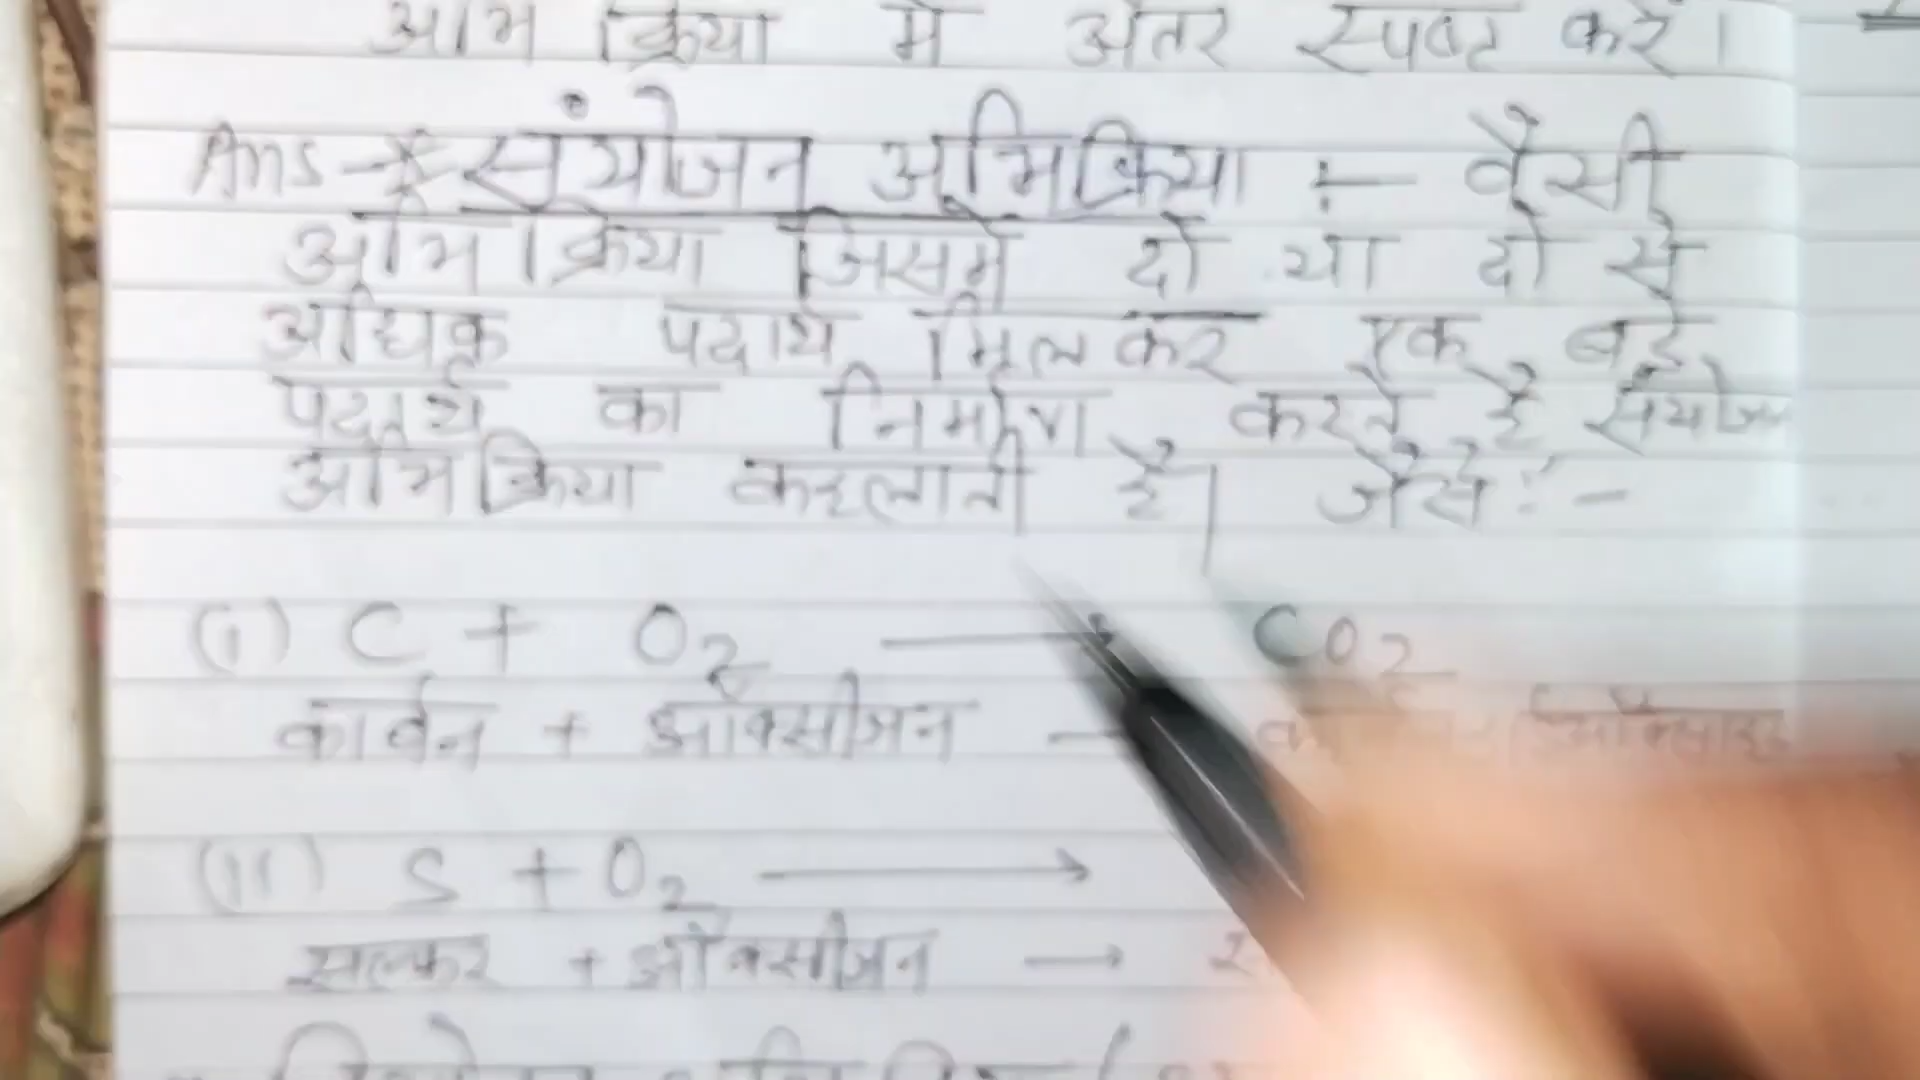 अभिक्रिया में अंतर स्पष्ट करें।
Ans → * संयोजन अभिक्रिया :- वैसी
अभिक्रिया जिसमें दो या दो से
अधिक पदार्थ मिलकर एक बड़े
पदार्थ का निर्माण करते है संयोजन
अभिक्रिया कहलाती है। जैसे :-
(i) C + O2 → CO2
कार्बन + ऑक्सीजन →
(ii) S + O2 →
सल्फर + ऑक्सीजन →